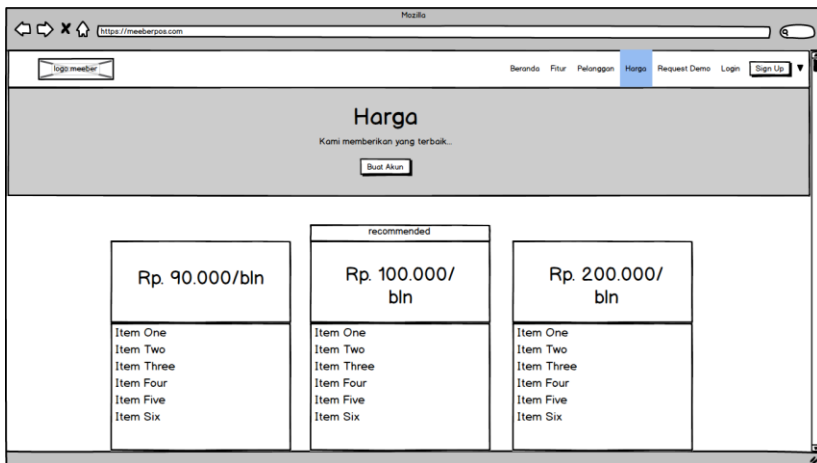 Mozilla
https://meeberpos.com
logo meeber
Beranda Fitur Pelanggan Harga Request Demo Login Sign Up
Harga
Kami memberikan yang terbaik...
Buat Akun
recommended
Rp. 90.000/bln
Rp. 100.000/
bln
Rp. 200.000/
bln
Item One
Item Two
Item Three
Item Four
Item Five
Item Six
Item One
Item Two
Item Three
Item Four
Item Five
Item Six
Item One
Item Two
Item Three
Item Four
Item Five
Item Six